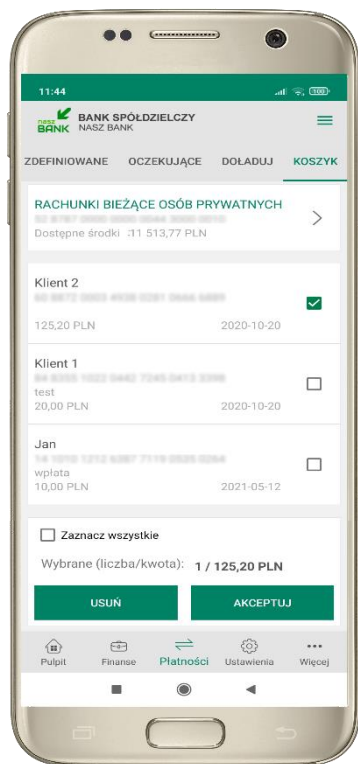 11:44
100
nasz BANK
BANK SPÓŁDZIELCZY
NASZ BANK
ZDEFINIOWANE OCZEKUJĄCE DOŁADUJ KOSZYK
RACHUNKI BIEŻĄCE OSÓB PRYWATNYCH
Dostępne środki :11 513,77 PLN
Klient 2
125,20 PLN 2020-10-20
Klient 1
test
20,00 PLN 2020-10-20
Jan
wpłata
10,00 PLN 2021-05-12
Zaznacz wszystkie
Wybrane (liczba/kwota): 1 / 125,20 PLN
USUŃ AKCEPTUJ
Pulpit Finanse Płatności Ustawienia Więcej